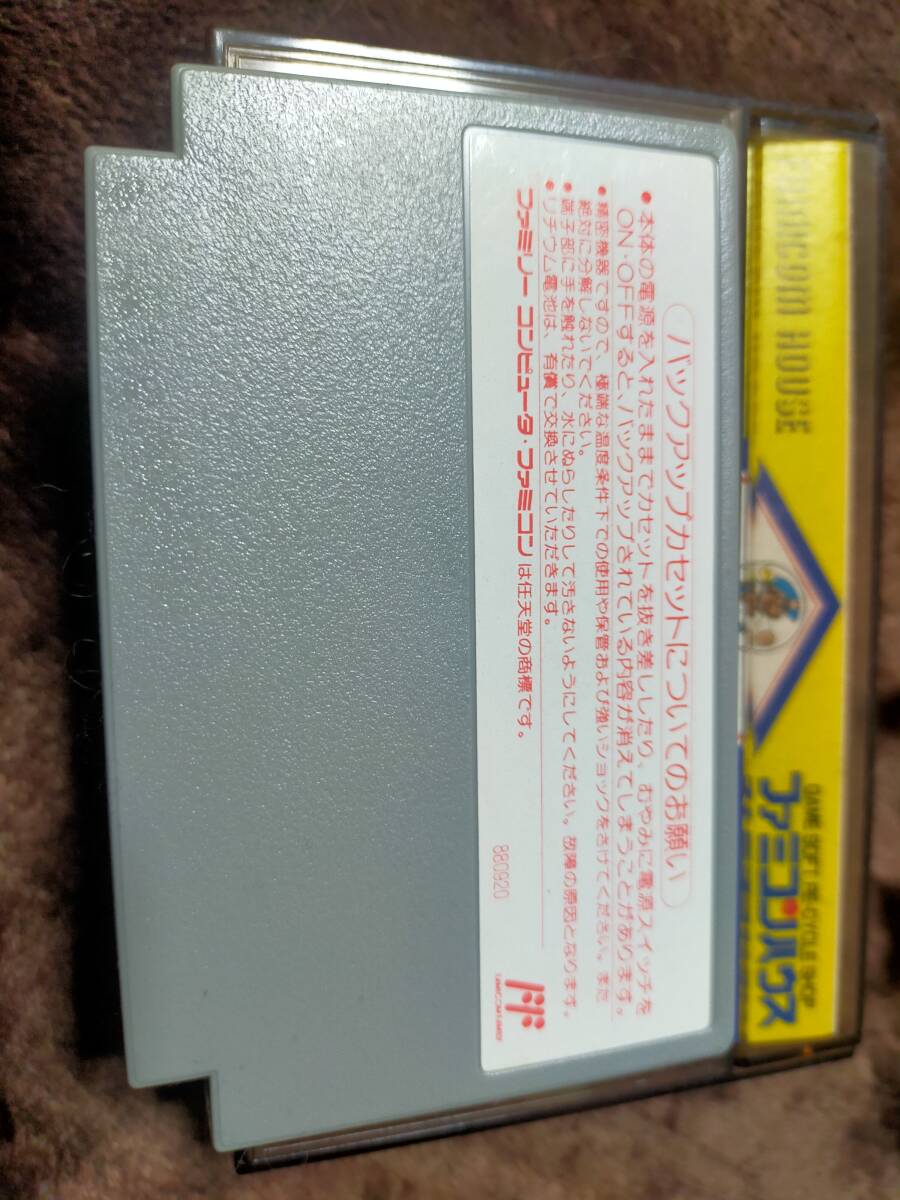 FAMICOM HOUSE
GAME SOFT RE-CYCLE SHOP
ファミコンハウス
バックアップカセットについてのお願い
• 本体の電源を入れたままでカセットを抜き差ししたり、むやみに電源スイッチを
ON・OFFすると、バックアップされている内容が消えてしまうことがあります。
• 精密機器ですので、極端な温度条件下での使用や保管および強いショックをさけてください。また
絶対に分解しないでください。
• 端子部に手を触れたり、水にぬらしたりして汚さないようにしてください。故障の原因となります。
• リチウム電池は、有償で交換させていただきます。
ファミリーコンピュータ・ファミコンは任天堂の商標です。
880920
FF